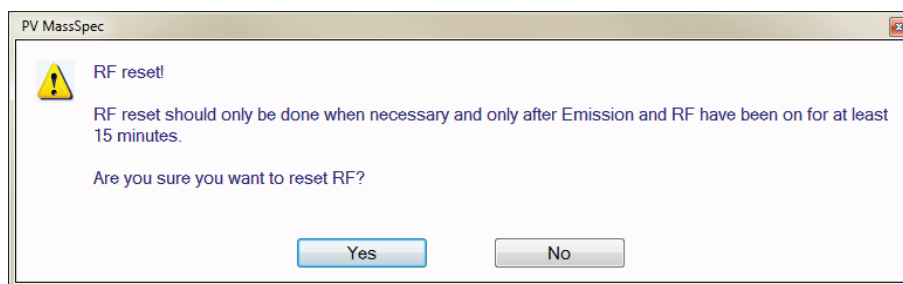 PV MassSpec
RF reset!
RF reset should only be done when necessary and only after Emission and RF have been on for at least
15 minutes.
Are you sure you want to reset RF?
Yes
No